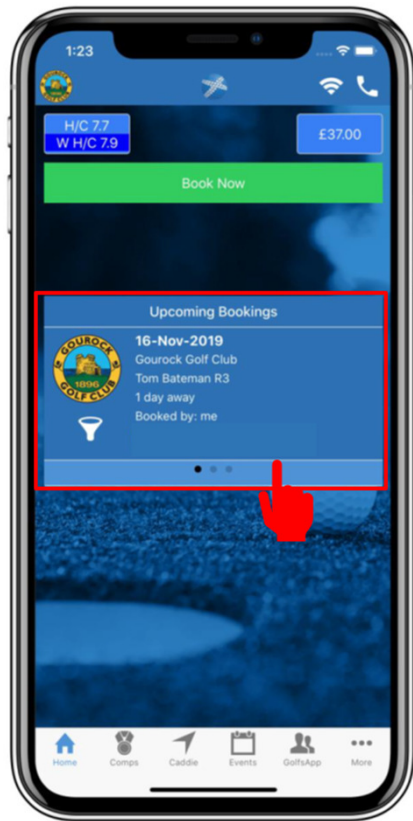 1:23
H/C 7.7
W H/C 7.9
£37.00
Book Now
Upcoming Bookings
GOUROCK
1896
GOLF CLUB
16-Nov-2019
Gourock Golf Club
Tom Bateman R3
1 day away
Booked by: me
Home
Comps
Caddie
Events
GolfsApp
More